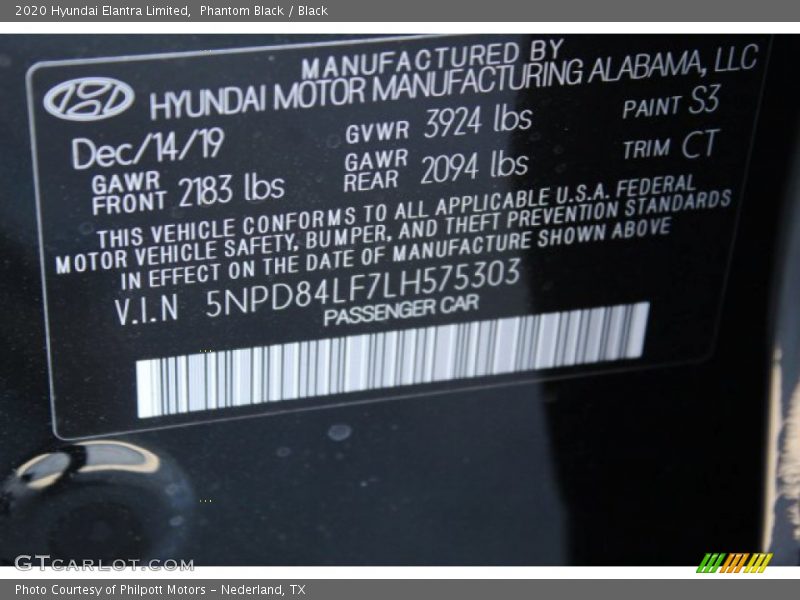 2020 Hyundai Elantra Limited, Phantom Black / Black
MANUFACTURED BY
HYUNDAI MOTOR MANUFACTURING ALABAMA, LLC
Dec/14/19 GVWR 3924 lbs PAINT S3
GAWR FRONT 2183 lbs GAWR REAR 2094 lbs TRIM CT
THIS VEHICLE CONFORMS TO ALL APPLICABLE U.S.A. FEDERAL
MOTOR VEHICLE SAFETY, BUMPER, AND THEFT PREVENTION STANDARDS
IN EFFECT ON THE DATE OF MANUFACTURE SHOWN ABOVE
V.I.N 5NPD84LF7LH575303
PASSENGER CAR
GTCARLOT.COM
Photo Courtesy of Philpott Motors - Nederland, TX